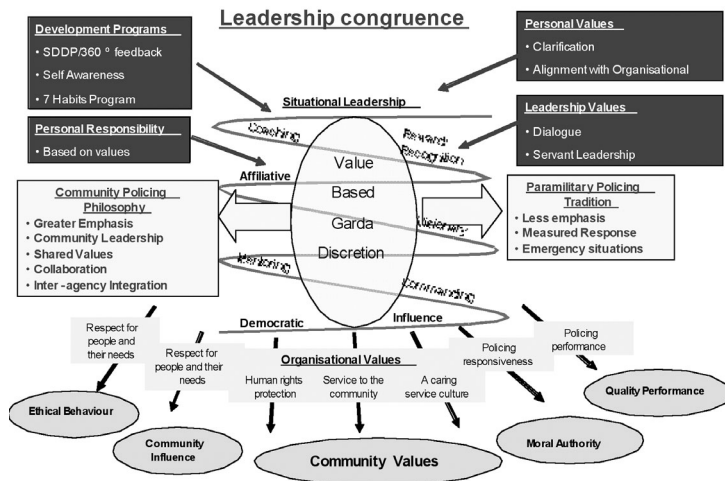 Leadership congruence
Development Programs
• SDDP/360 º feedback
• Self Awareness
• 7 Habits Program
Personal Values
• Clarification
• Alignment with Organisational
Situational Leadership
Personal Responsibility
• Based on values
Leadership Values
• Dialogue
• Servant Leadership
Coaching
Reward
Recognition
Affiliative
Value
Based
Garda
Discretion
Visionary
Mentoring
Commanding
Community Policing
Philosophy
• Greater Emphasis
• Community Leadership
• Shared Values
• Collaboration
• Inter -agency Integration
Paramilitary Policing
Tradition
• Less emphasis
• Measured Response
• Emergency situations
Democratic
Influence
Respect for
people and
their needs
Respect for
people and their
needs
Organisational Values
Human rights
protection
Service to the
community
A caring
service culture
Policing
responsiveness
Policing
performance
Ethical Behaviour
Community
Influence
Community Values
Moral Authority
Quality Performance